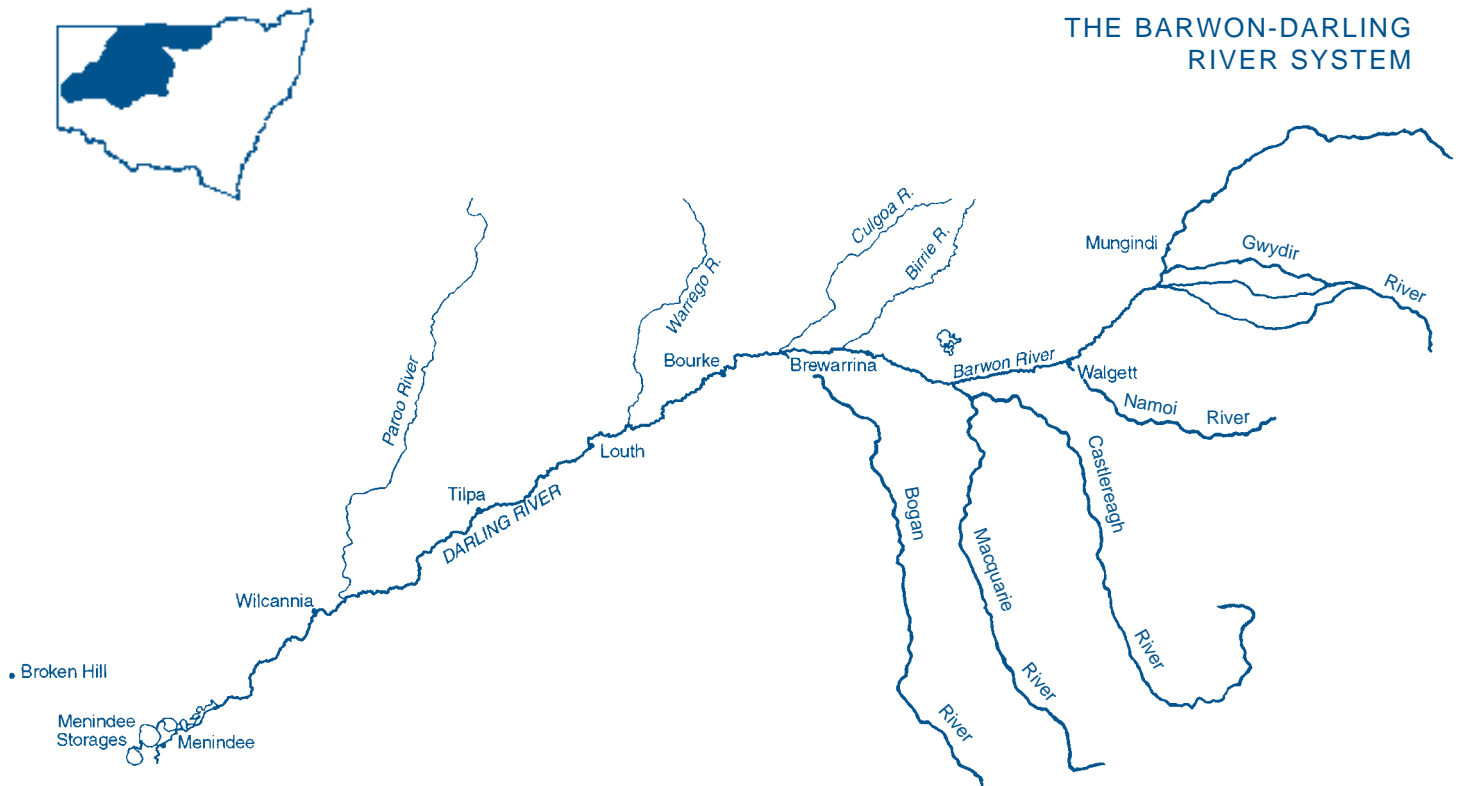 THE BARWON-DARLING
RIVER SYSTEM
Culgoa R.
Birrie R.
Mungindi
Gwydir
River
Warrego R.
Paroo River
Bourke
Brewarrina
Barwon River
Walgett
Namoi
River
Louth
Castlereagh
Tilpa
DARLING RIVER
Bogan
Macquarie
Wilcannia
River
River
River
Broken Hill
Menindee
Storages
Menindee